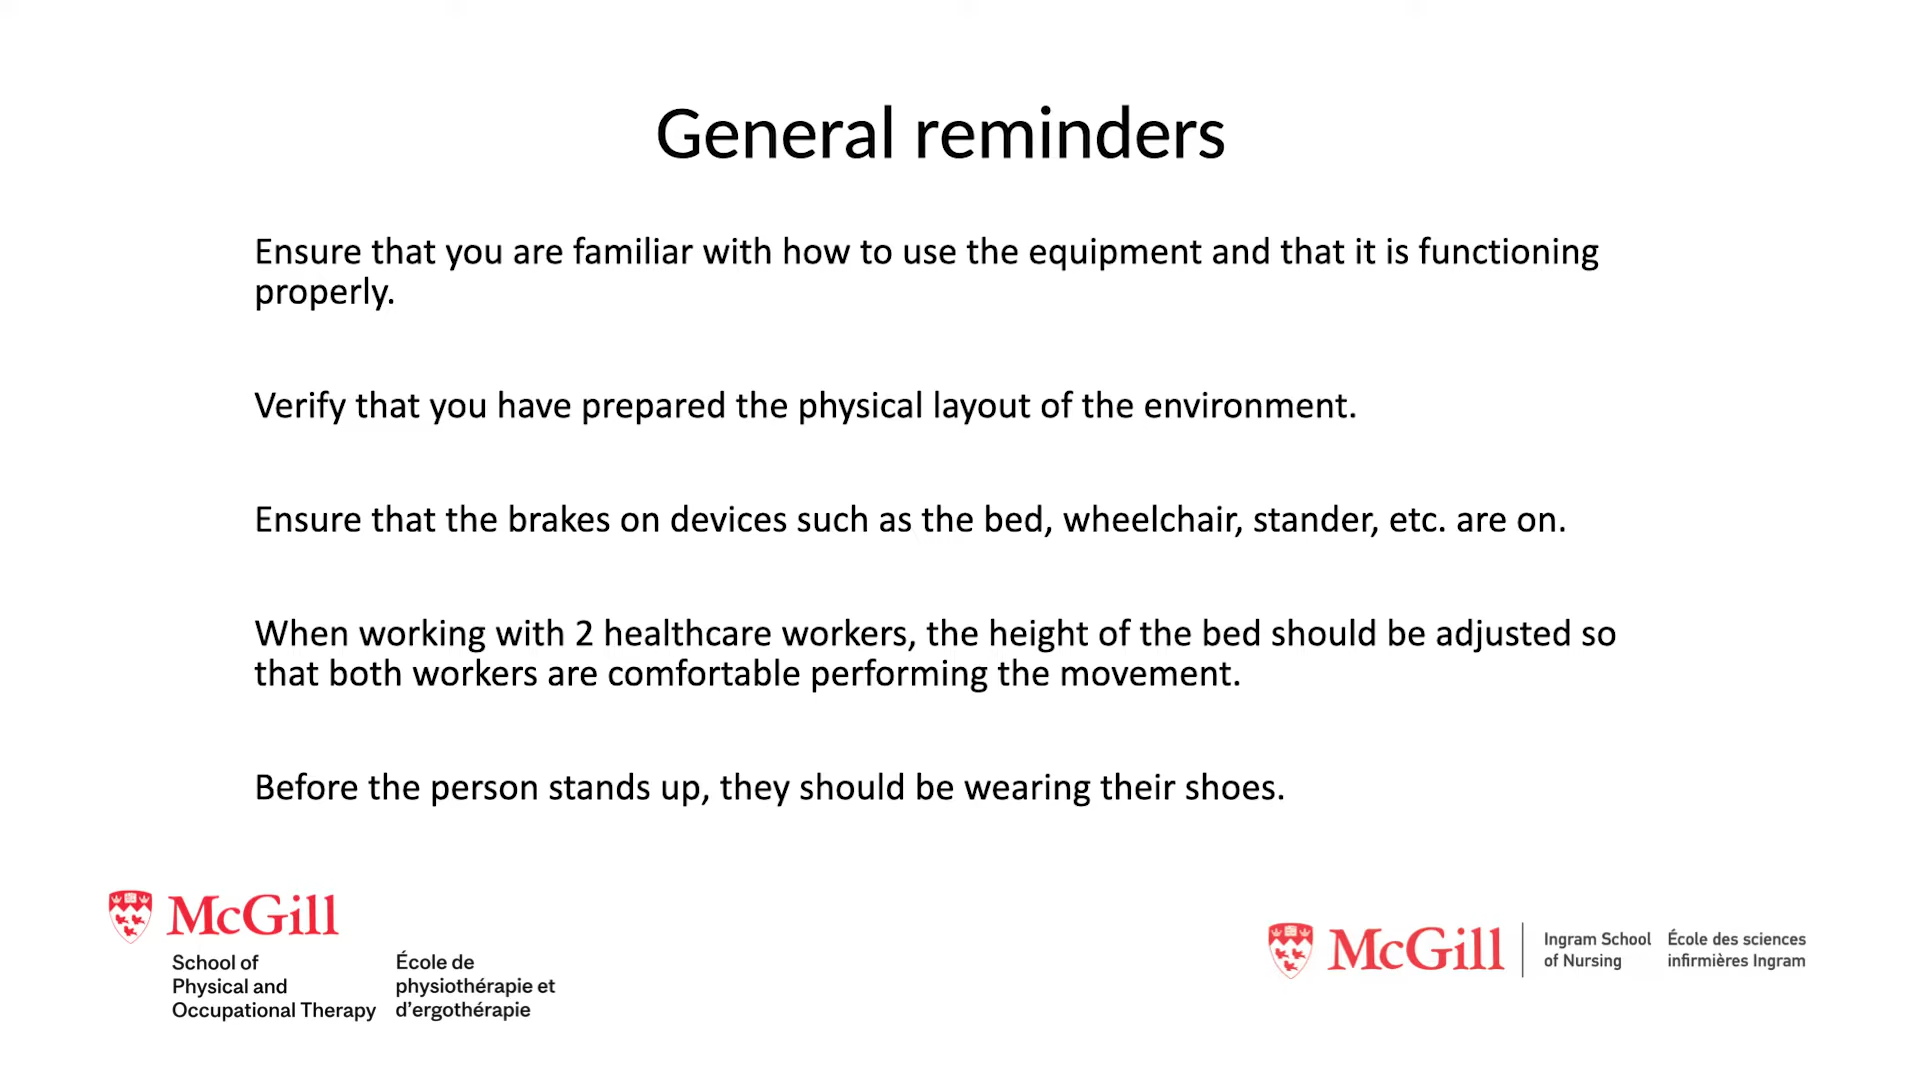 General reminders
Ensure that you are familiar with how to use the equipment and that it is functioning
properly.
Verify that you have prepared the physical layout of the environment.
Ensure that the brakes on devices such as the bed, wheelchair, stander, etc. are on.
When working with 2 healthcare workers, the height of the bed should be adjusted so
that both workers are comfortable performing the movement.
Before the person stands up, they should be wearing their shoes.
McGill
School of
Physical and
Occupational Therapy
École de
physiothérapie et
d'ergothérapie
McGill
Ingram School
of Nursing
École des sciences
infirmières Ingram